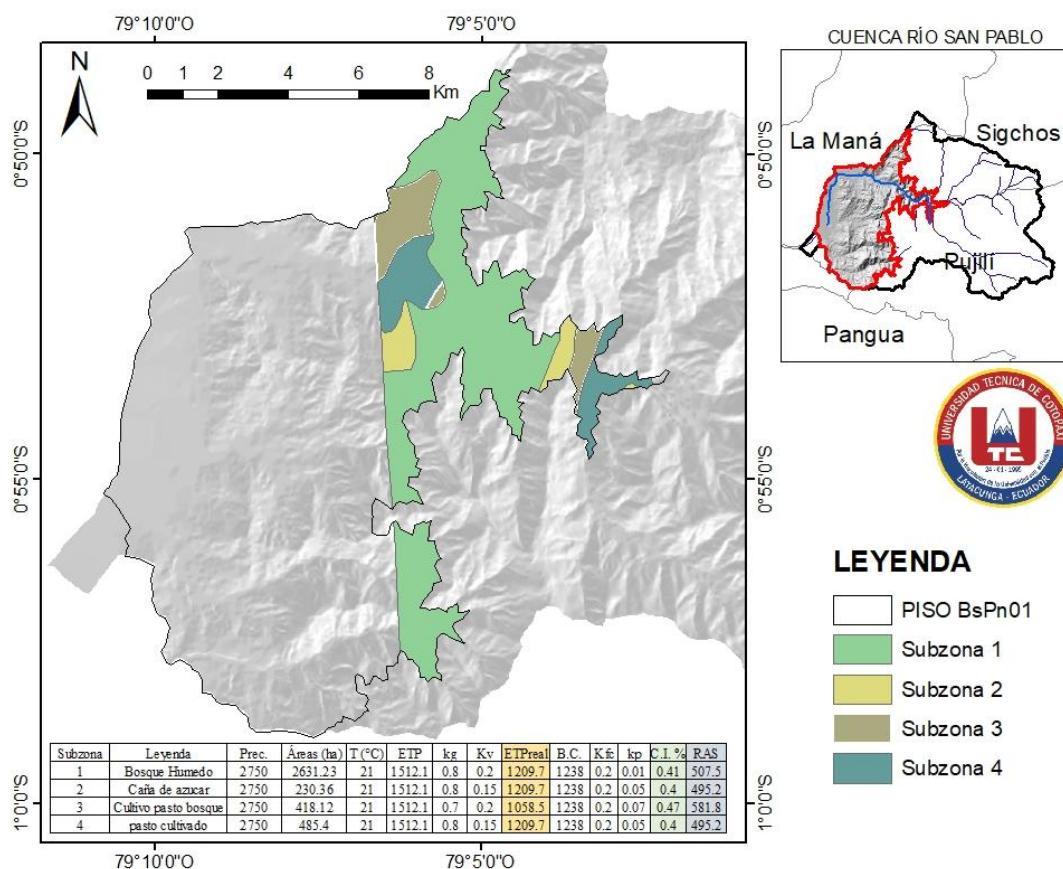 79°10'0"O 79°5'0"O
CUENCA RÍO SAN PABLO
N
0 1 2 4 6 8
Km
La Maná
Sigchos
Pujilí
Pangua
0°50'0"S 0°50'0"S
0°55'0"S 0°55'0"S
1°0'0"S 1°0'0"S
UNIVERSIDAD TECNICA DE COTOPAXI
UTC
24 - 01 - 1995
LATACUNGA - ECUADOR
LEYENDA
PISO BsPn01
Subzona 1
Subzona 2
Subzona 3
Subzona 4
Subzona Leyenda Prec. Áreas (ha) T (°C) ETP kg Kv ETPreal B.C. Kfc kp C.I. % RAS
1 Bosque Humedo 2750 2631.23 21 1512.1 0.8 0.2 1209.7 1238 0.2 0.01 0.41 507.5
2 Caña de azucar 2750 230.36 21 1512.1 0.8 0.15 1209.7 1238 0.2 0.05 0.4 495.2
3 Cultivo pasto bosque 2750 418.12 21 1512.1 0.7 0.2 1058.5 1238 0.2 0.07 0.47 581.8
4 pasto cultivado 2750 485.4 21 1512.1 0.8 0.15 1209.7 1238 0.2 0.05 0.4 495.2
79°10'0"O 79°5'0"O